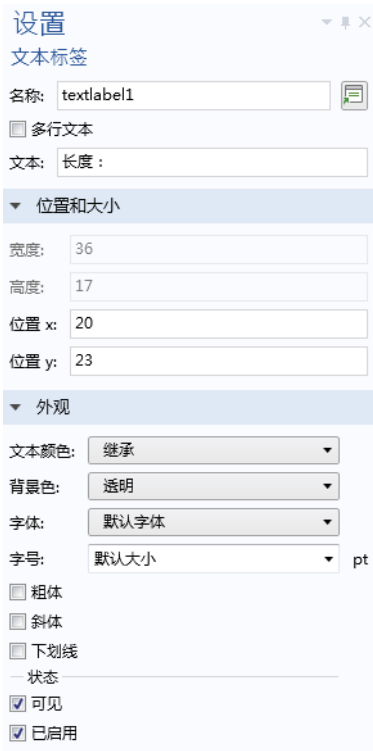 设置
文本标签
名称: textlabel1
多行文本
文本: 长度：
位置和大小
宽度: 36
高度: 17
位置 x: 20
位置 y: 23
外观
文本颜色: 继承
背景色: 透明
字体: 默认字体
字号: 默认大小 pt
粗体
斜体
下划线
状态
可见
已启用